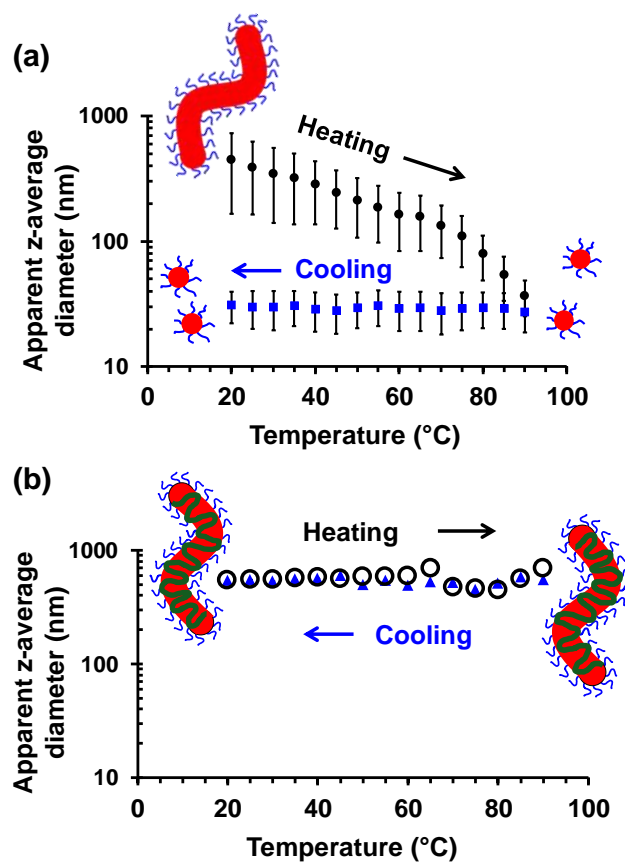 (a)
Apparent z-average
diameter (nm)
1000
100
10
Heating
Cooling
0 20 40 60 80 100
Temperature (°C)
(b)
Apparent z-average
diameter (nm)
1000
100
10
Heating
Cooling
0 20 40 60 80 100
Temperature (°C)